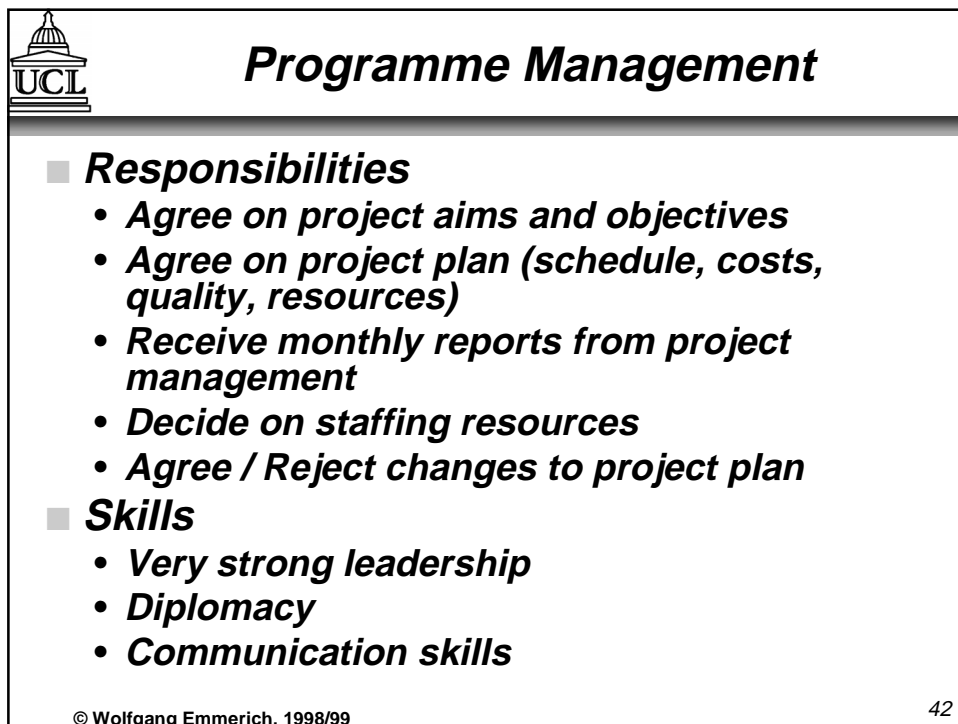 UCL
Programme Management
■ Responsibilities
• Agree on project aims and objectives
• Agree on project plan (schedule, costs,
quality, resources)
• Receive monthly reports from project
management
• Decide on staffing resources
• Agree / Reject changes to project plan
■ Skills
• Very strong leadership
• Diplomacy
• Communication skills
© Wolfgang Emmerich, 1998/99
42